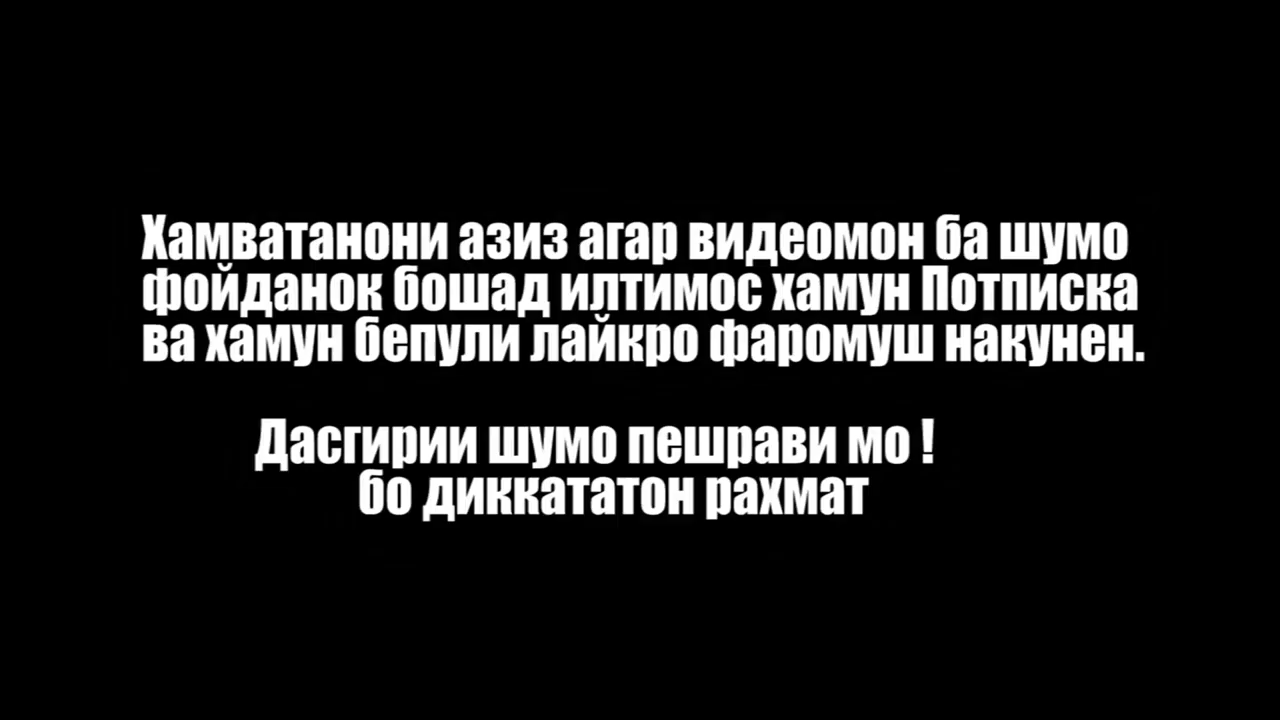 Хамватанони азиз агар видеомон ба шумо
фойданок бошад илтимос хамун Потписка
ва хамун бепули лайкро фаромуш накунен.
Дасгирии шумо пешрави мо !
бо диккататон рахмат